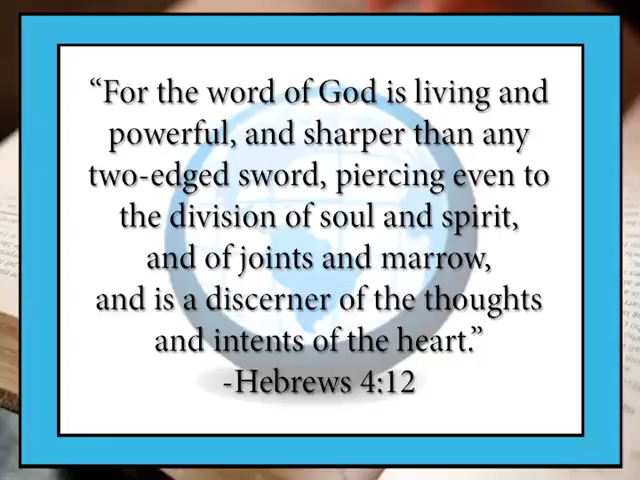 “For the word of God is living and
powerful, and sharper than any
two-edged sword, piercing even to
the division of soul and spirit,
and of joints and marrow,
and is a discerner of the thoughts
and intents of the heart.”
-Hebrews 4:12